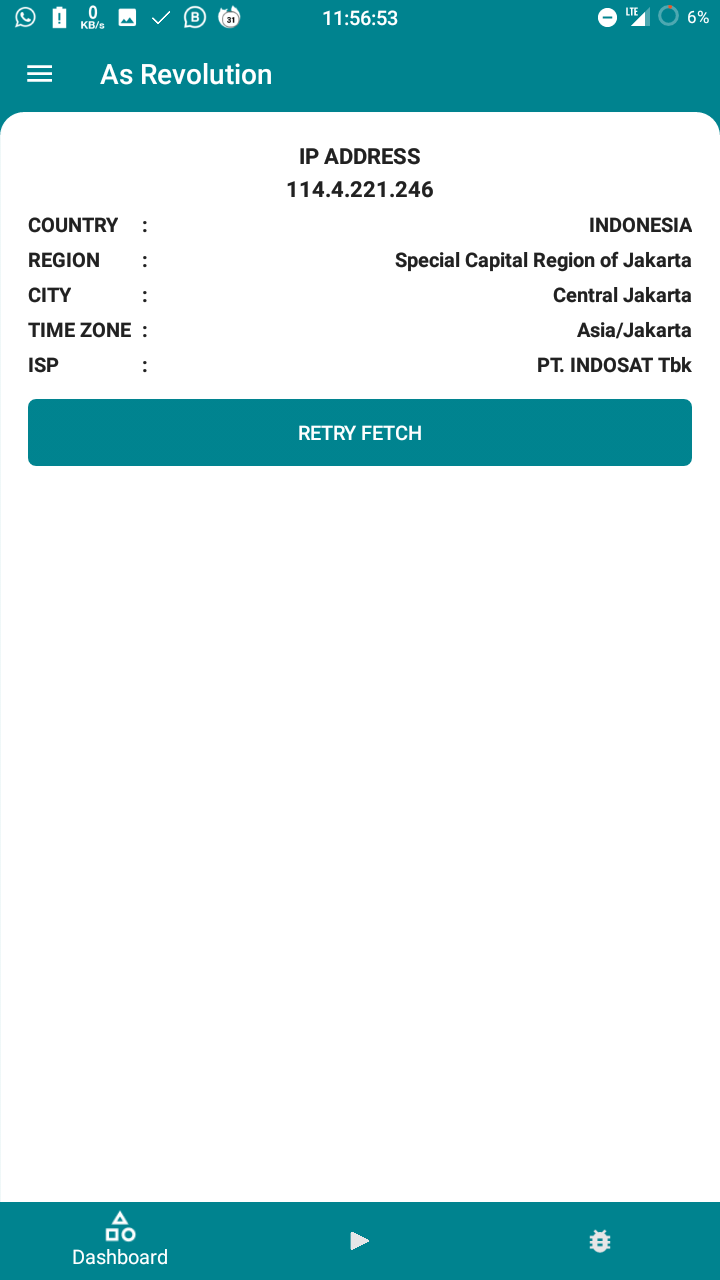 0
KB/s
B
31
11:56:53
LTE
6%
As Revolution
IP ADDRESS
114.4.221.246
COUNTRY : INDONESIA
REGION : Special Capital Region of Jakarta
CITY : Central Jakarta
TIME ZONE : Asia/Jakarta
ISP : PT. INDOSAT Tbk
RETRY FETCH
Dashboard